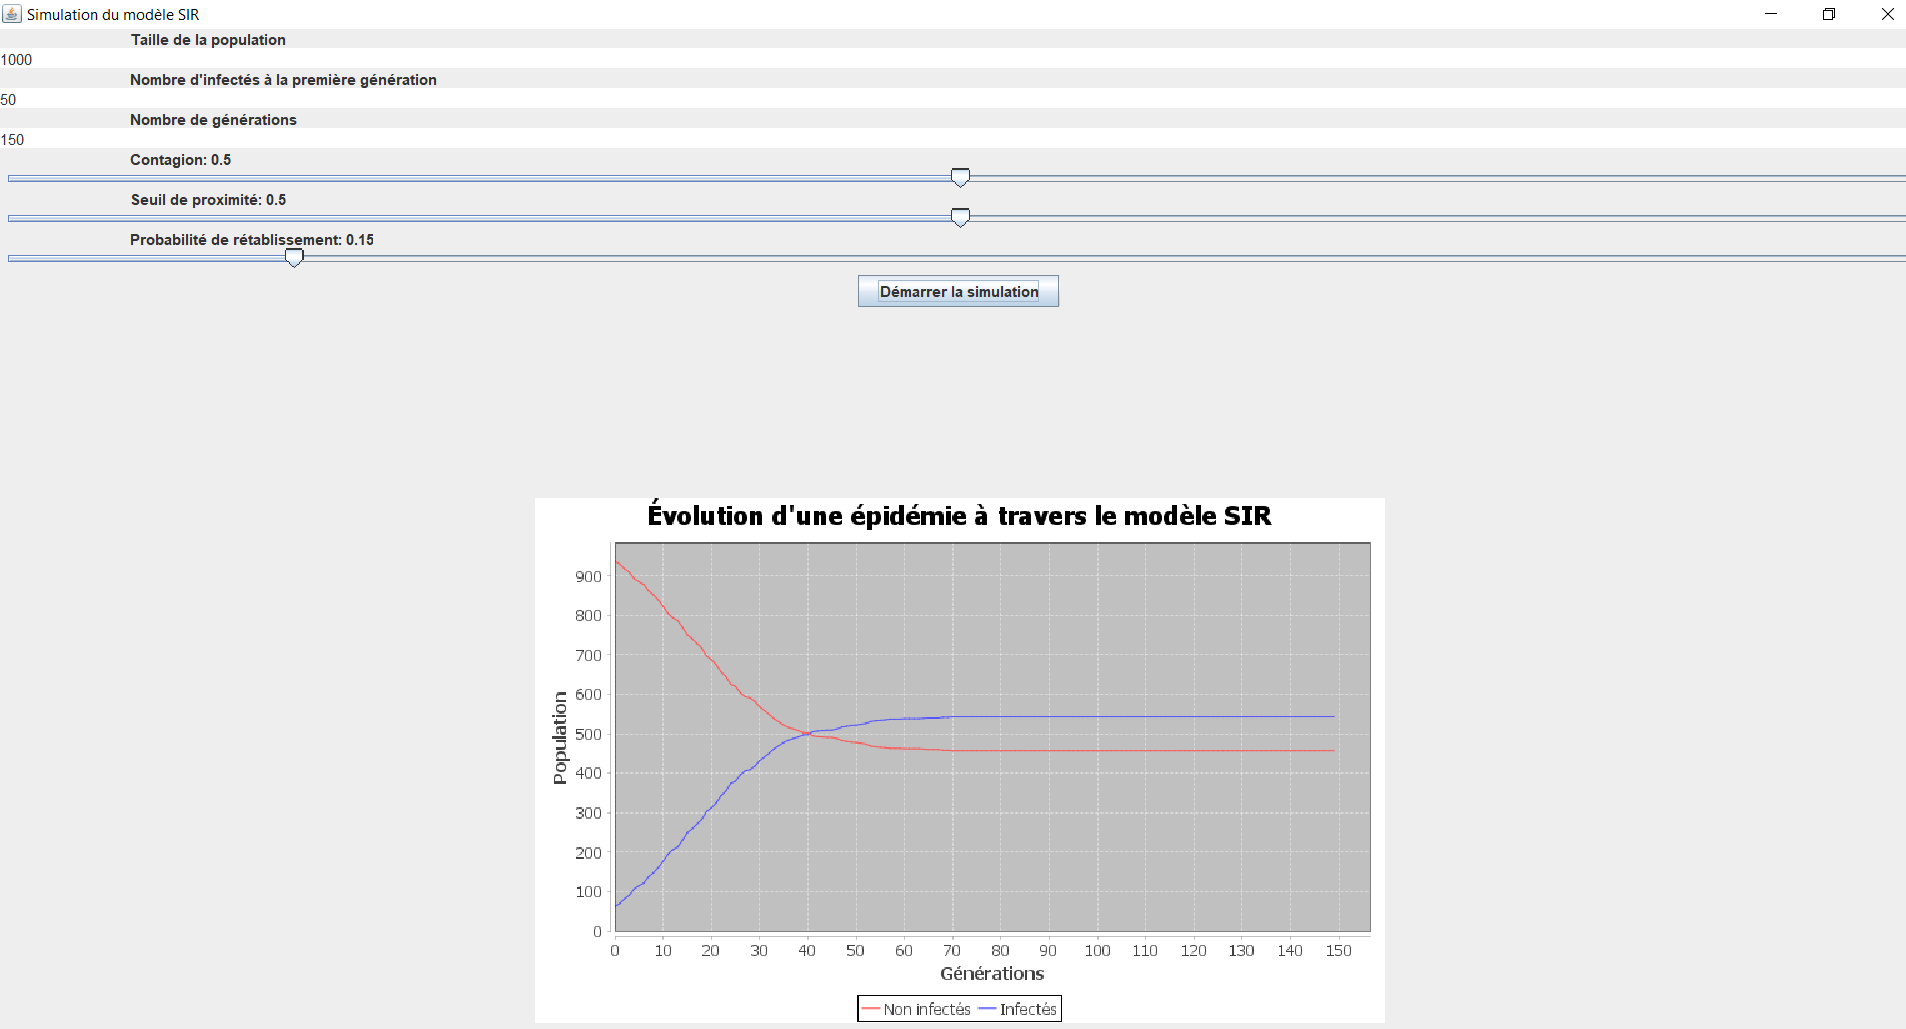 Simulation du modèle SIR
Taille de la population
1000
Nombre d'infectés à la première génération
50
Nombre de générations
150
Contagion: 0.5
Seuil de proximité: 0.5
Probabilité de rétablissement: 0.15
Démarrer la simulation
Évolution d'une épidémie à travers le modèle SIR
Population
900
800
700
600
500
400
300
200
100
0
0 10 20 30 40 50 60 70 80 90 100 110 120 130 140 150
Générations
Non infectés Infectés